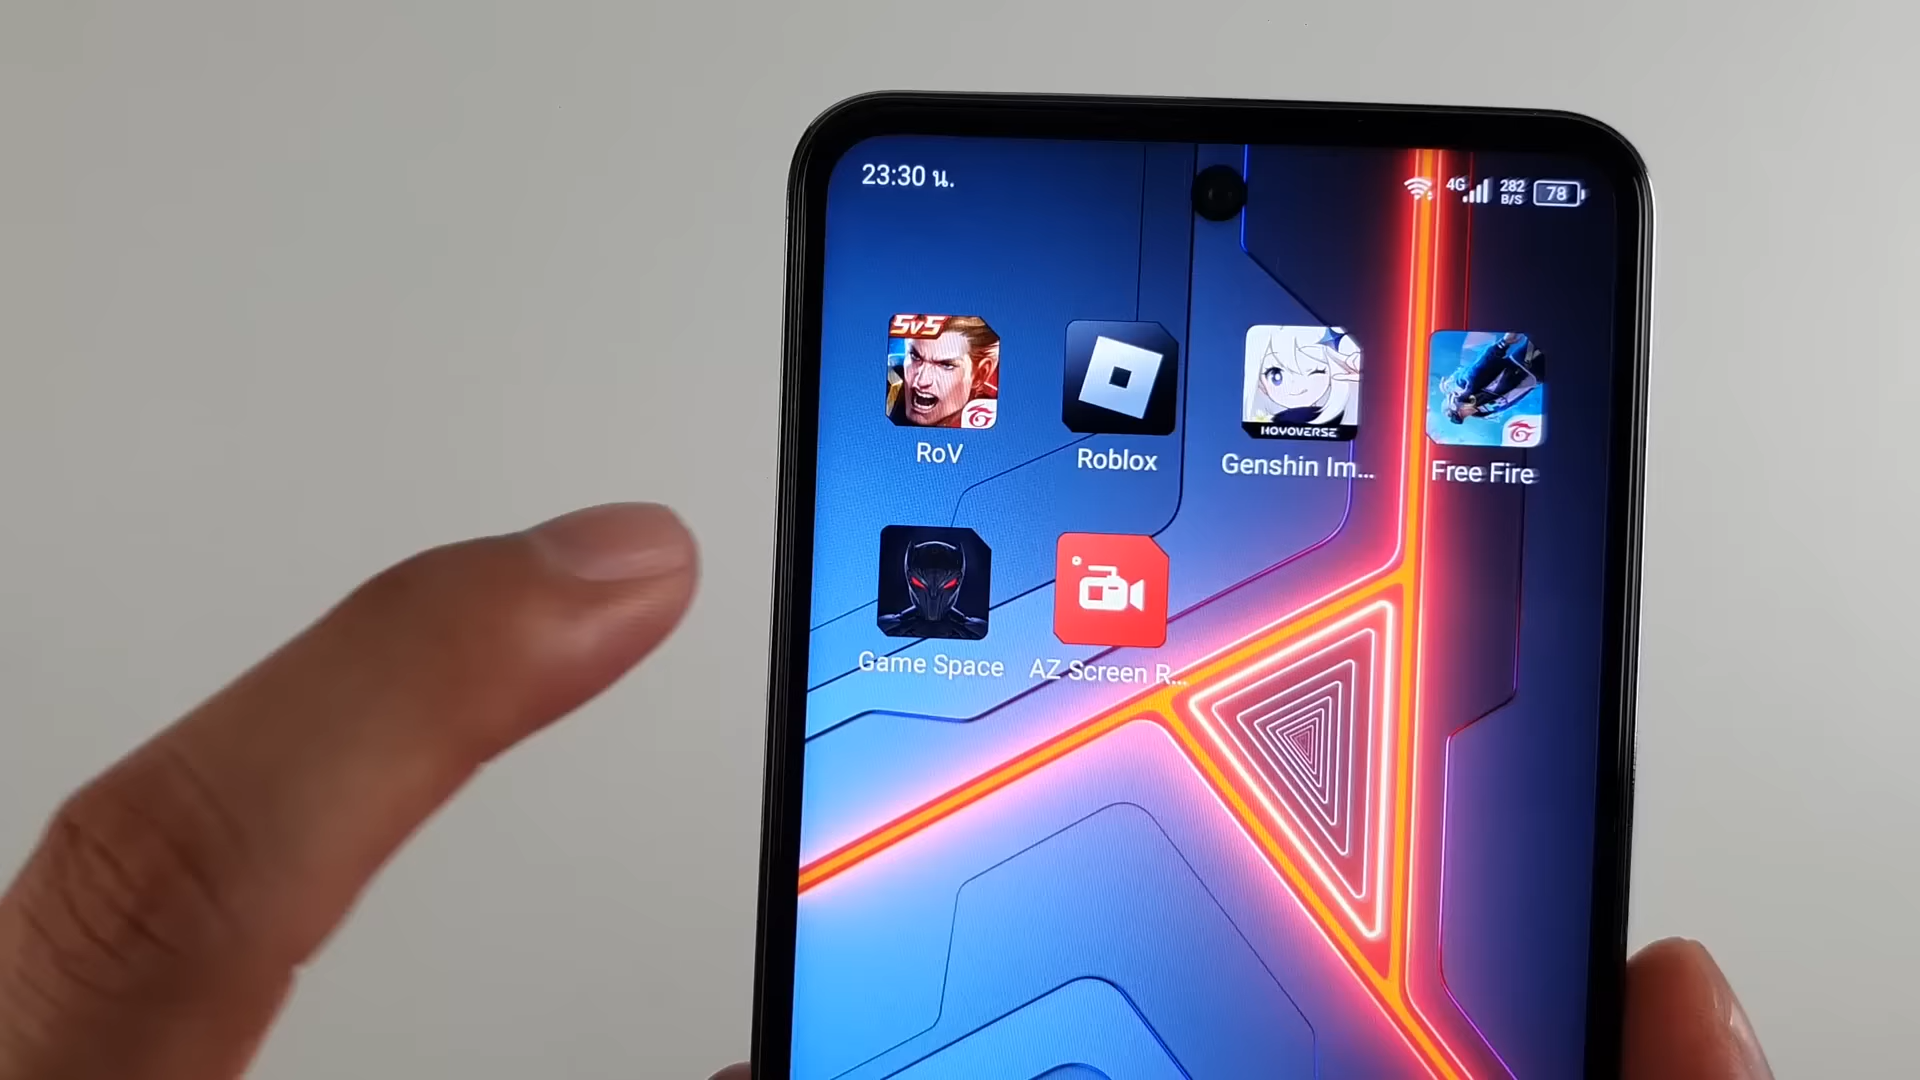 23:30 น.
4G
282
B/S
78
5v5
HOYOVERSE
RoV
Roblox
Genshin Im...
Free Fire
Game Space
AZ Screen R...